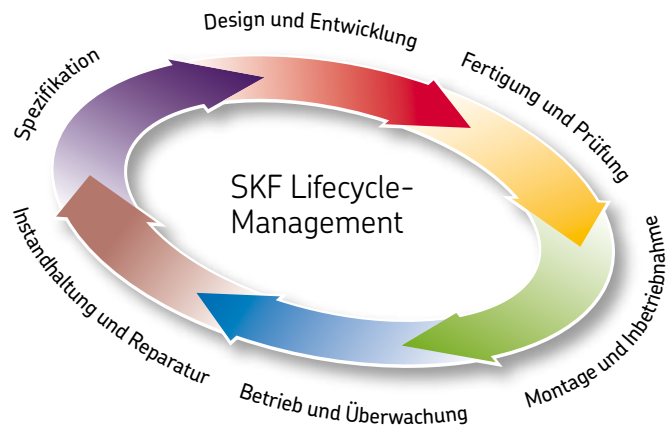 Design und Entwicklung
Fertigung und Prüfung
Spezifikation
SKF Lifecycle-
Management
Montage und Inbetriebnahme
Instandhaltung und Reparatur
Betrieb und Überwachung